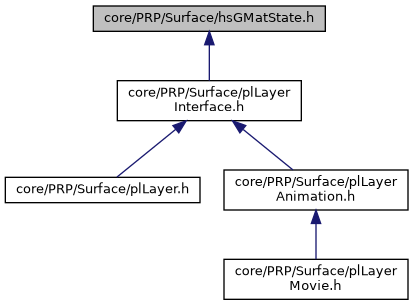 core/PRP/Surface/hsGMatState.h
core/PRP/Surface/plLayer
Interface.h
core/PRP/Surface/plLayer.h
core/PRP/Surface/plLayer
Animation.h
core/PRP/Surface/plLayer
Movie.h